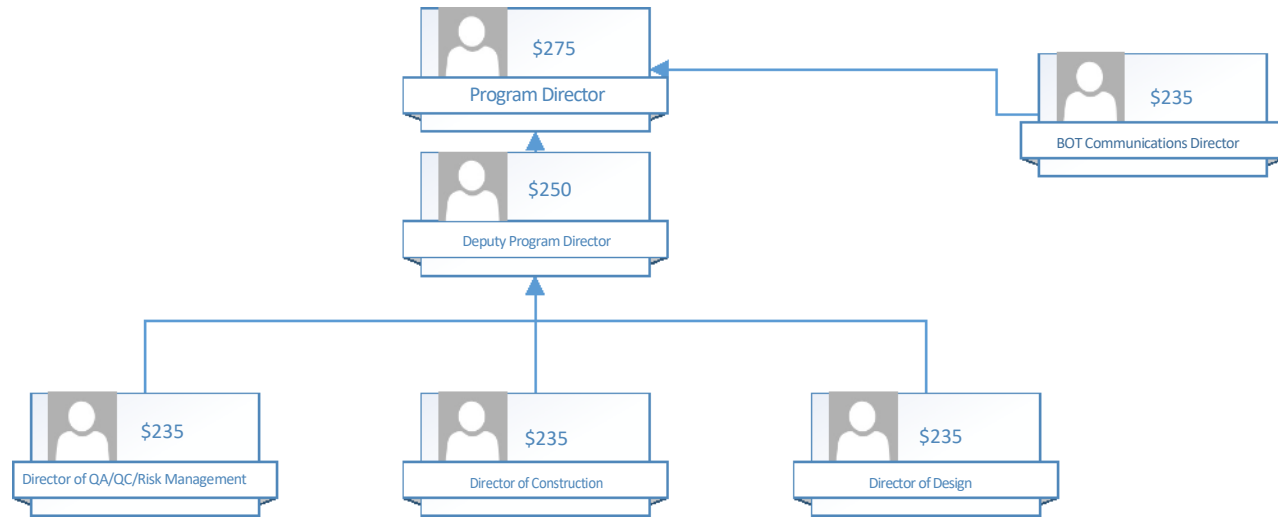 $275
Program Director
$235
BOT Communications Director
$250
Deputy Program Director
$235
Director of QA/QC/Risk Management
$235
Director of Construction
$235
Director of Design